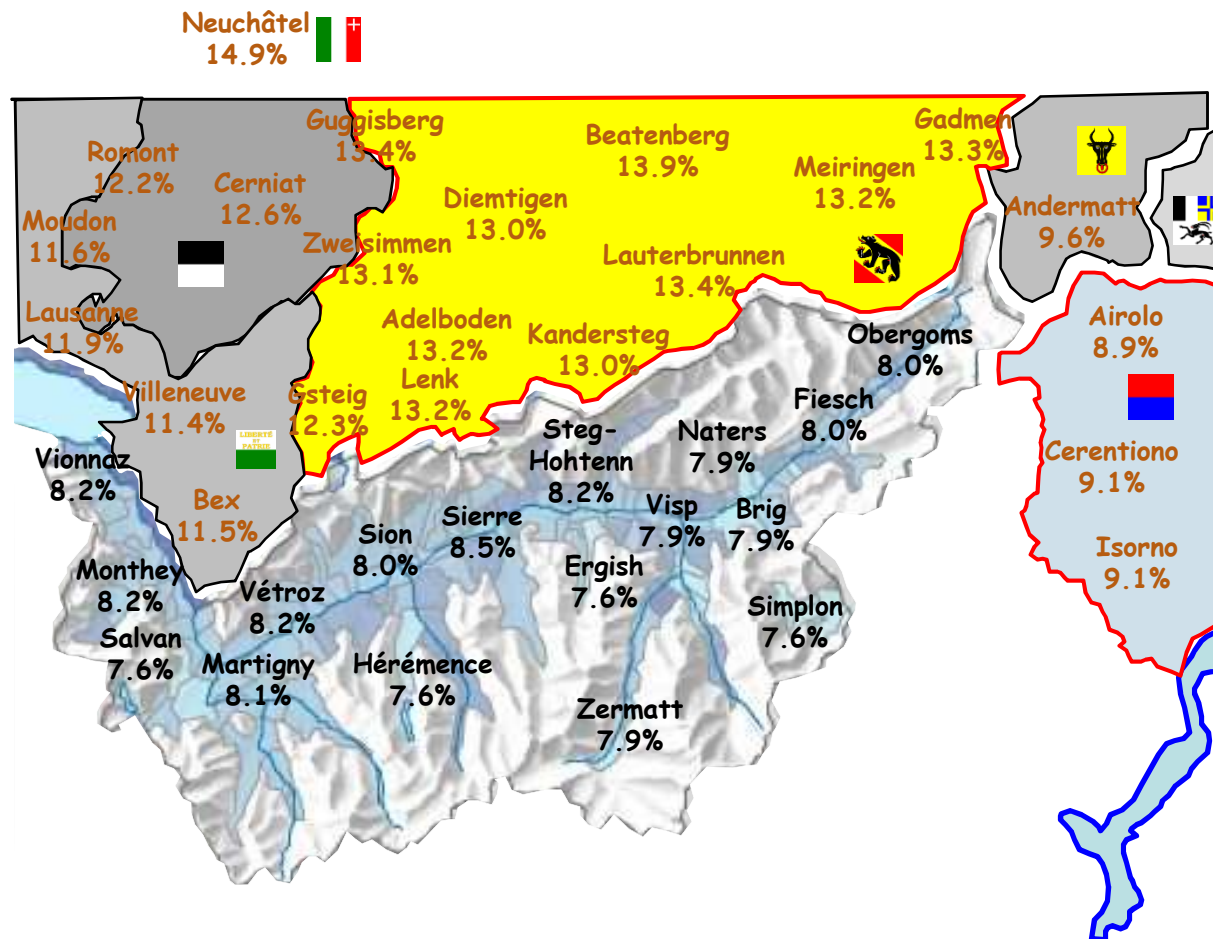 Neuchâtel
14.9%
Guggisberg
13.4%
Beatenberg
13.9%
Gadmen
13.3%
Romont
12.2%
Cerniat
12.6%
Diemtigen
13.0%
Meiringen
13.2%
Andermatt
9.6%
Moudon
11.6%
Zweisimmen
13.1%
Lauterbrunnen
13.4%
Lausanne
11.9%
Adelboden
13.2%
Kandersteg
13.0%
Obergoms
8.0%
Airolo
8.9%
Villeneuve
11.4%
Gsteig
12.3%
Lenk
13.2%
Fiesch
8.0%
LIBERTÉ
ET
PATRIE
Vionnaz
8.2%
Steg-
Hohtenn
8.2%
Naters
7.9%
Cerentiono
9.1%
Bex
11.5%
Sion
8.0%
Sierre
8.5%
Visp
7.9%
Brig
7.9%
Isorno
9.1%
Monthey
8.2%
Vétroz
8.2%
Ergish
7.6%
Simplon
7.6%
Salvan
7.6%
Martigny
8.1%
Hérémence
7.6%
Zermatt
7.9%